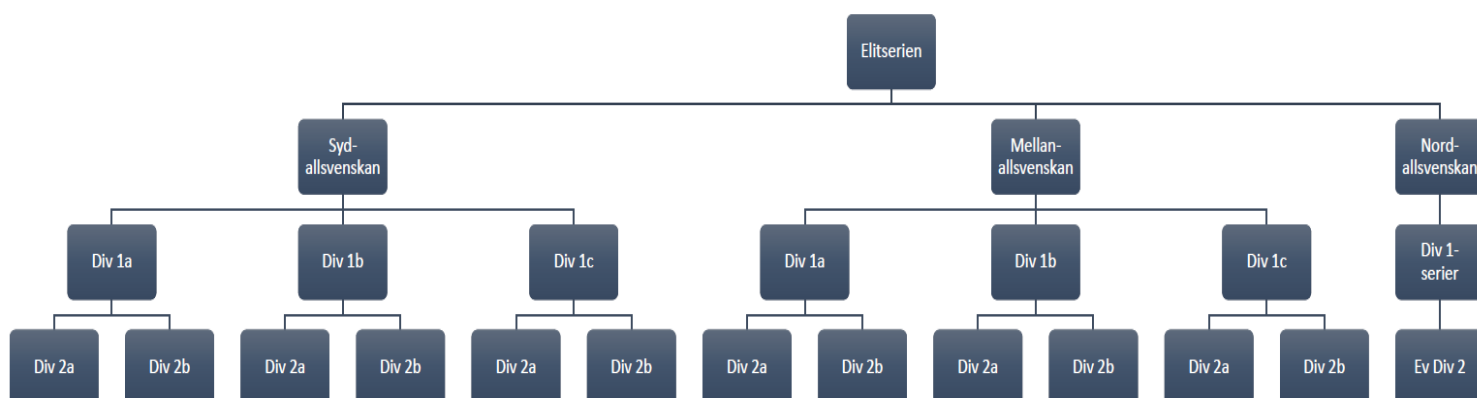 Elitserien
Syd-
allsvenskan
Mellan-
allsvenskan
Nord-
allsvenskan
Div 1a
Div 1b
Div 1c
Div 1a
Div 1b
Div 1c
Div 1-
serier
Div 2a
Div 2b
Div 2a
Div 2b
Div 2a
Div 2b
Div 2a
Div 2b
Div 2a
Div 2b
Div 2a
Div 2b
Ev Div 2